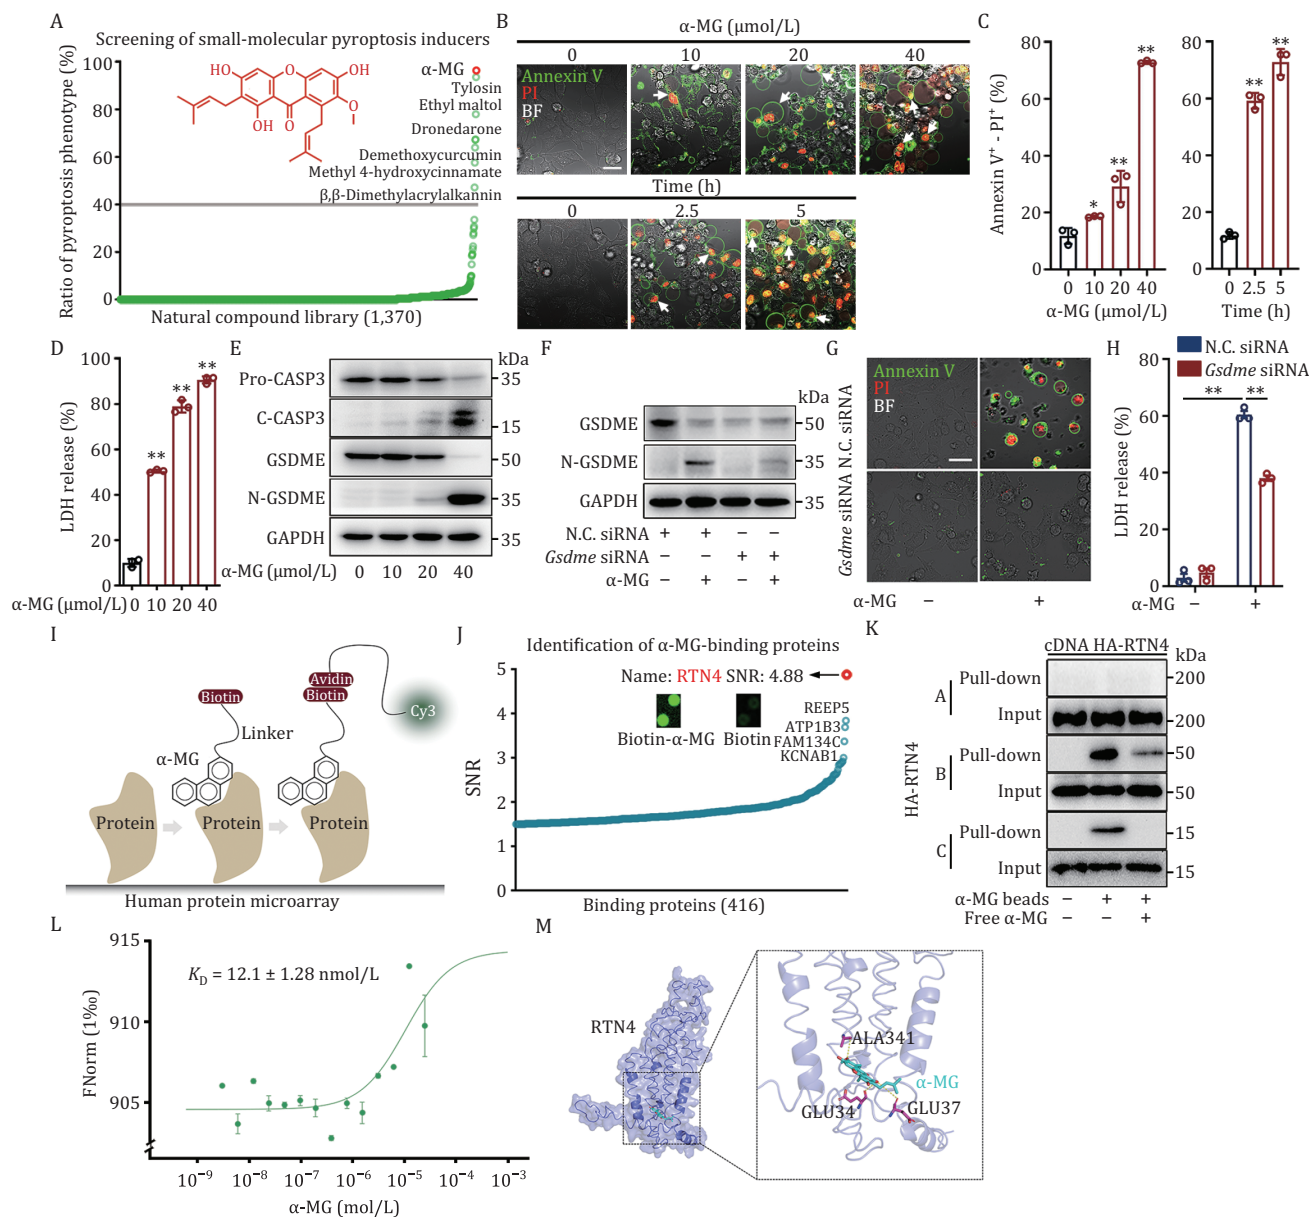 A
Screening of small-molecular pyroptosis inducers
Ratio of pyroptosis phenotype (%)
100
80
60
40
20
0
HO
O
OH
OH
O
O
α-MG
Tylosin
Ethyl maltol
Dronedarone
Demethoxycurcumin
Methyl 4-hydroxycinnamate
β,β-Dimethylacrylalkannin
Natural compound library (1,370)
B
α-MG (μmol/L)
0 10 20 40
Annexin V
PI
BF
Time (h)
0 2.5 5
C
Annexin V⁺ - PI⁺ (%)
80
60
40
20
0
*
**
**
0 10 20 40
α-MG (μmol/L)
80
60
40
20
0
**
**
0 2.5 5
Time (h)
D
LDH release (%)
100
80
60
40
20
0
**
**
**
0 10 20 40
α-MG (μmol/L)
E
kDa
Pro-CASP3 35
C-CASP3 15
GSDME 50
N-GSDME 35
GAPDH 35
α-MG (μmol/L) 0 10 20 40
F
kDa
GSDME 50
N-GSDME 35
GAPDH 35
N.C. siRNA + + − −
Gsdme siRNA − − + +
α-MG − + − +
G
Annexin V
PI
BF
Gsdme siRNA N.C. siRNA
α-MG − +
H
N.C. siRNA
Gsdme siRNA
LDH release (%)
80
60
40
20
0
** **
α-MG − +
I
Biotin
Linker
α-MG
Avidin
Biotin
Cy3
Protein
Protein
Protein
Human protein microarray
J
Identification of α-MG-binding proteins
SNR
5
4
3
2
1
0
Name: RTN4 SNR: 4.88
Biotin-α-MG Biotin
REEP5
ATP1B3
FAM134C
KCNAB1
Binding proteins (416)
K
cDNA HA-RTN4
kDa
HA-RTN4
A
Pull-down 200
Input 200
B
Pull-down 50
Input 50
C
Pull-down 15
Input 15
α-MG beads − + +
Free α-MG − − +
L
FNorm (1‰)
915
910
905
K_D = 12.1 ± 1.28 nmol/L
10⁻⁹ 10⁻⁸ 10⁻⁷ 10⁻⁶ 10⁻⁵ 10⁻⁴ 10⁻³
α-MG (mol/L)
M
RTN4
ALA341
α-MG
GLU34
GLU37